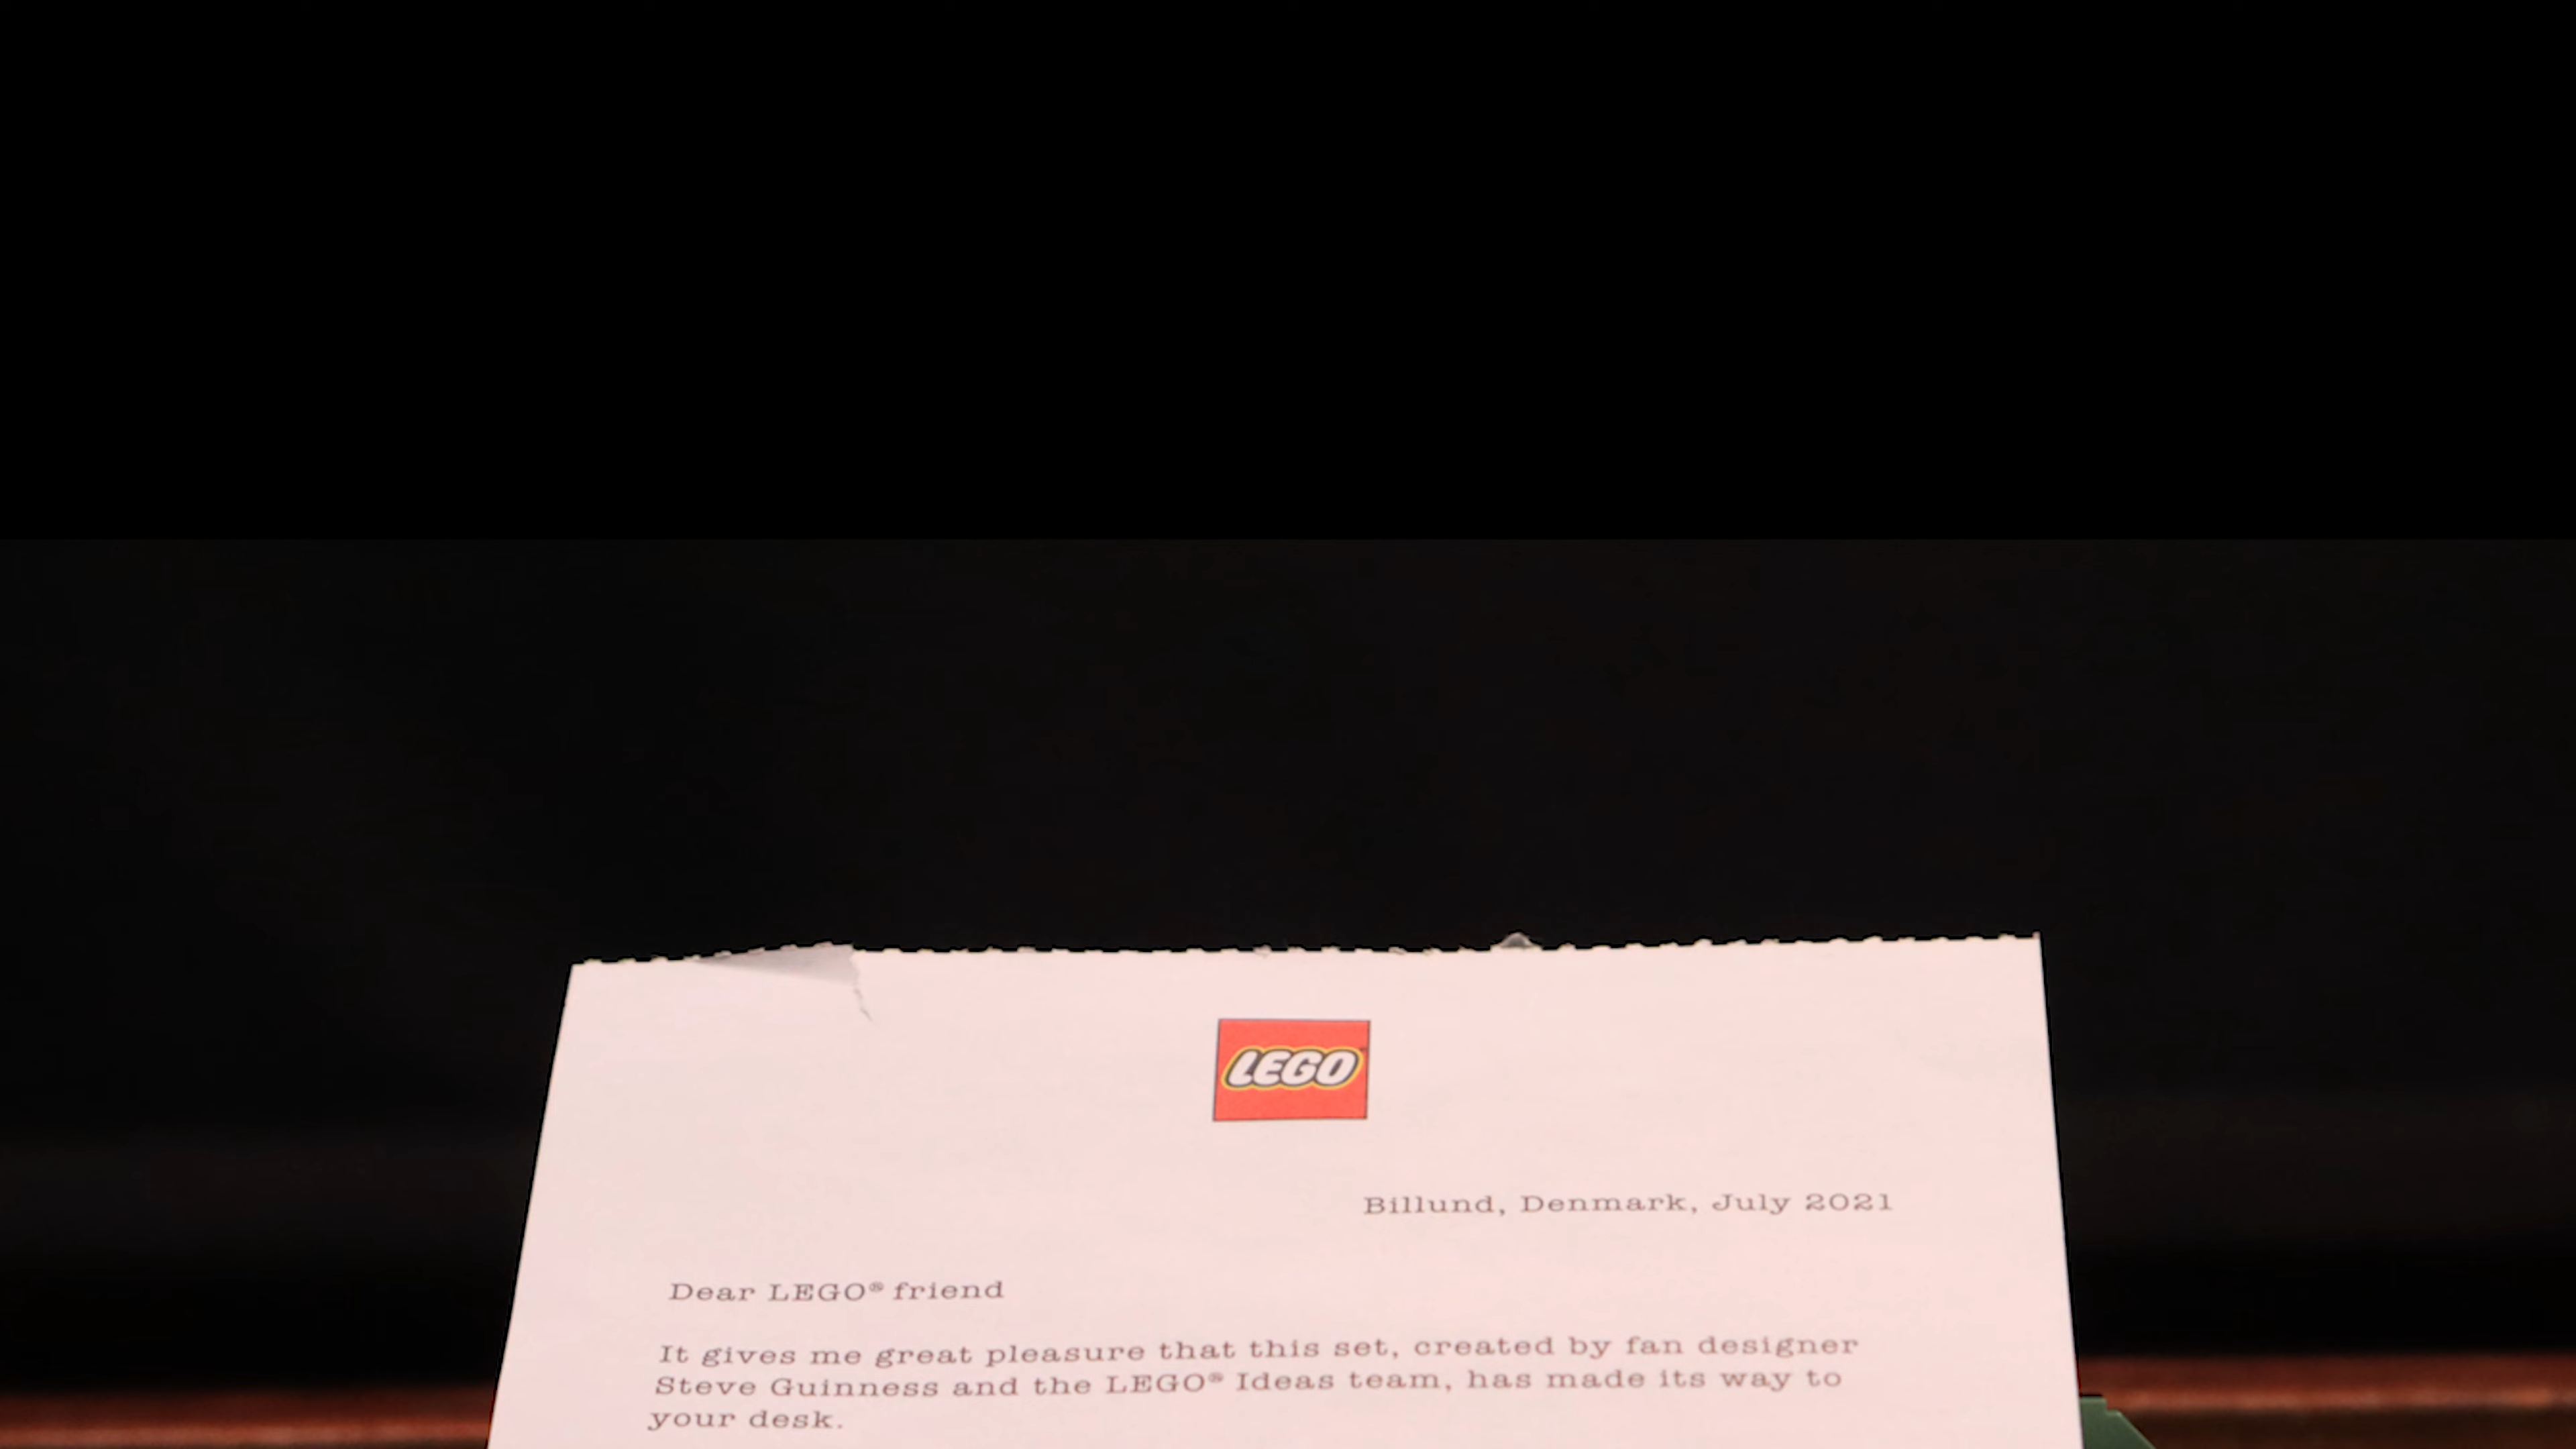 LEGO
Billund, Denmark, July 2021
Dear LEGO® friend
It gives me great pleasure that this set, created by fan designer
Steve Guinness and the LEGO® Ideas team, has made its way to
your desk.